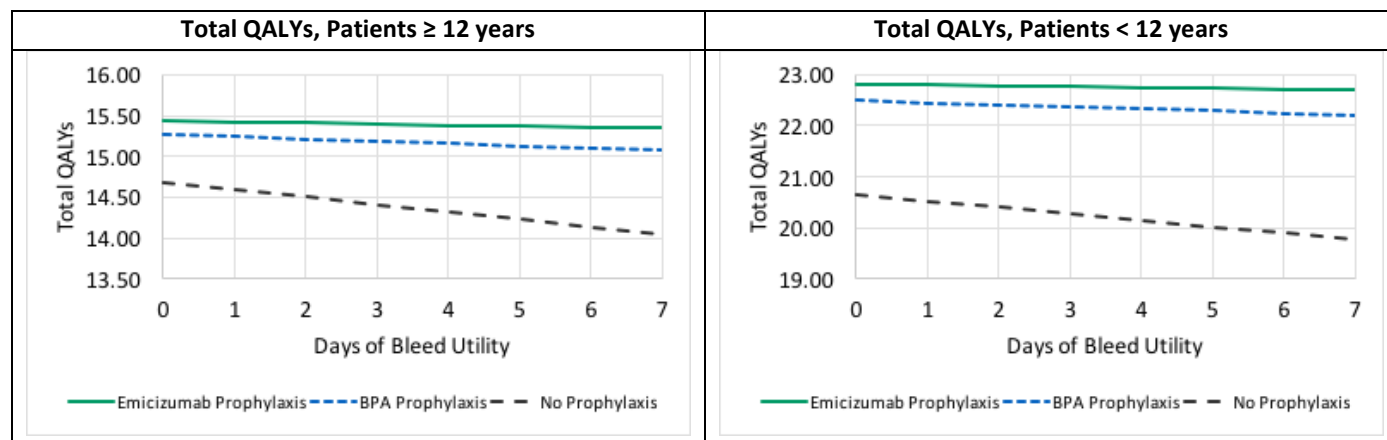 Total QALYs, Patients ≥ 12 years
16.00
15.50
15.00
14.50
14.00
13.50
Total QALYs
0 1 2 3 4 5 6 7
Days of Bleed Utility
Emicizumab Prophylaxis BPA Prophylaxis No Prophylaxis
Total QALYs, Patients < 12 years
23.00
22.00
21.00
20.00
19.00
Total QALYs
0 1 2 3 4 5 6 7
Days of Bleed Utility
Emicizumab Prophylaxis BPA Prophylaxis No Prophylaxis